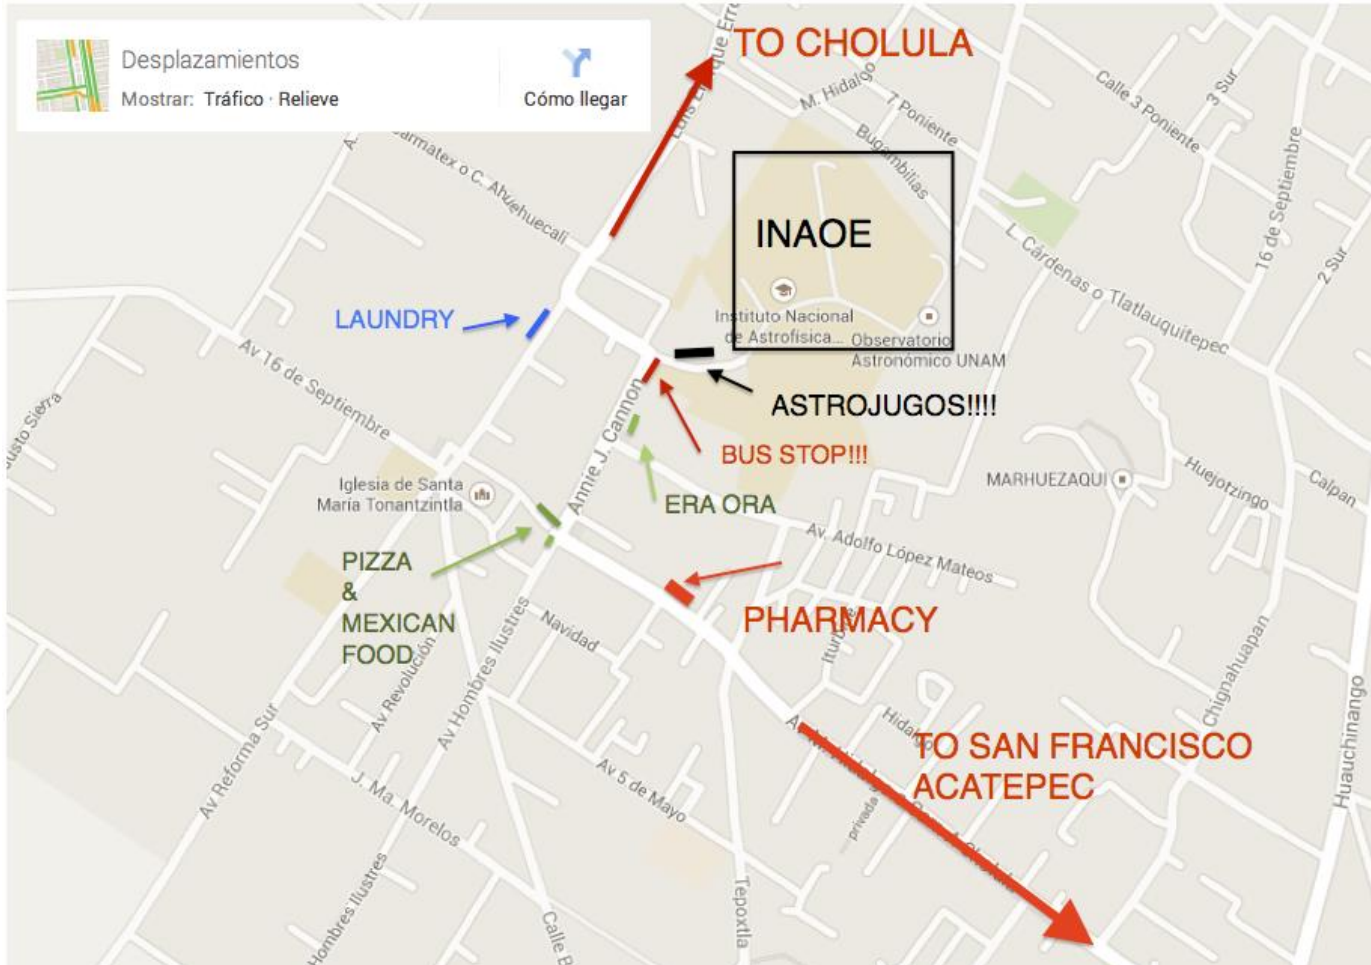 Desplazamientos
Mostrar: Tráfico · Relieve
Cómo llegar
TO CHOLULA
M. Hidalgo
7 Poniente
Bugambilias
Calle 3 Poniente
3 Sur
16 de Septiembre
2 Sur
L. Cárdenas o Tlatlauquitepec
INAOE
Instituto Nacional
de Astrofísica...
Observatorio
Astronómico UNAM
LAUNDRY
Av 16 de Septiembre
ASTROJUGOS!!!!
BUS STOP!!!
Annie J. Cannon
ERA ORA
Iglesia de Santa
María Tonantzintla
MARHUEZAQUI
Huejotzingo
Calpan
Av. Adolfo López Mateos
PIZZA
&
MEXICAN
FOOD
PHARMACY
Navidad
Av Revolución
Av Hombres Ilustres
Av Reforma Sur
J. Ma. Morelos
Av 5 de Mayo
Hidalgo
Chignahuapan
Huauchinango
TO SAN FRANCISCO
ACATEPEC
privada
Hombres Ilustres
Tepoxtla